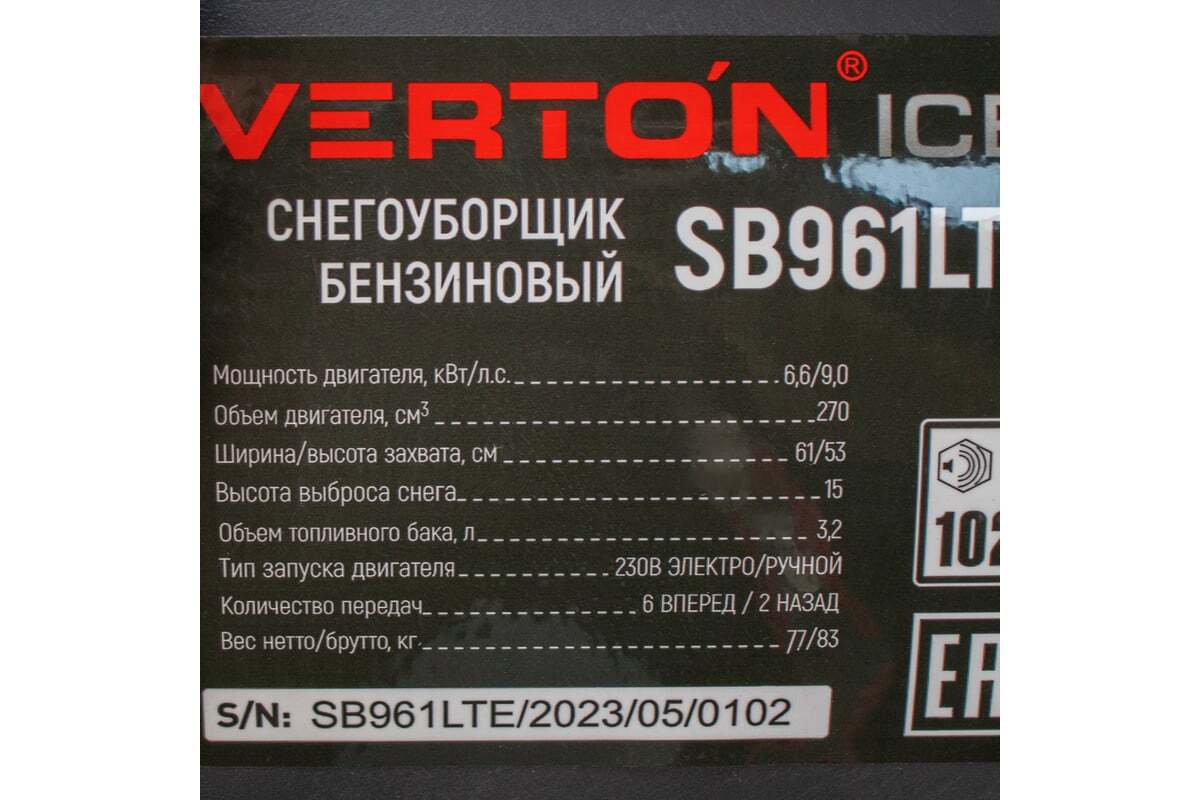 VERTON® ICE
СНЕГОУБОРЩИК
БЕНЗИНОВЫЙ
SB961LT
Мощность двигателя, кВт/л.с. 6,6/9,0
Объем двигателя, см³ 270
Ширина/высота захвата, см 61/53
Высота выброса снега 15
Объем топливного бака, л 3,2
Тип запуска двигателя 230В ЭЛЕКТРО/РУЧНОЙ
Количество передач 6 ВПЕРЕД / 2 НАЗАД
Вес нетто/брутто, кг. 77/83
102
EAC
S/N: SB961LTE/2023/05/0102